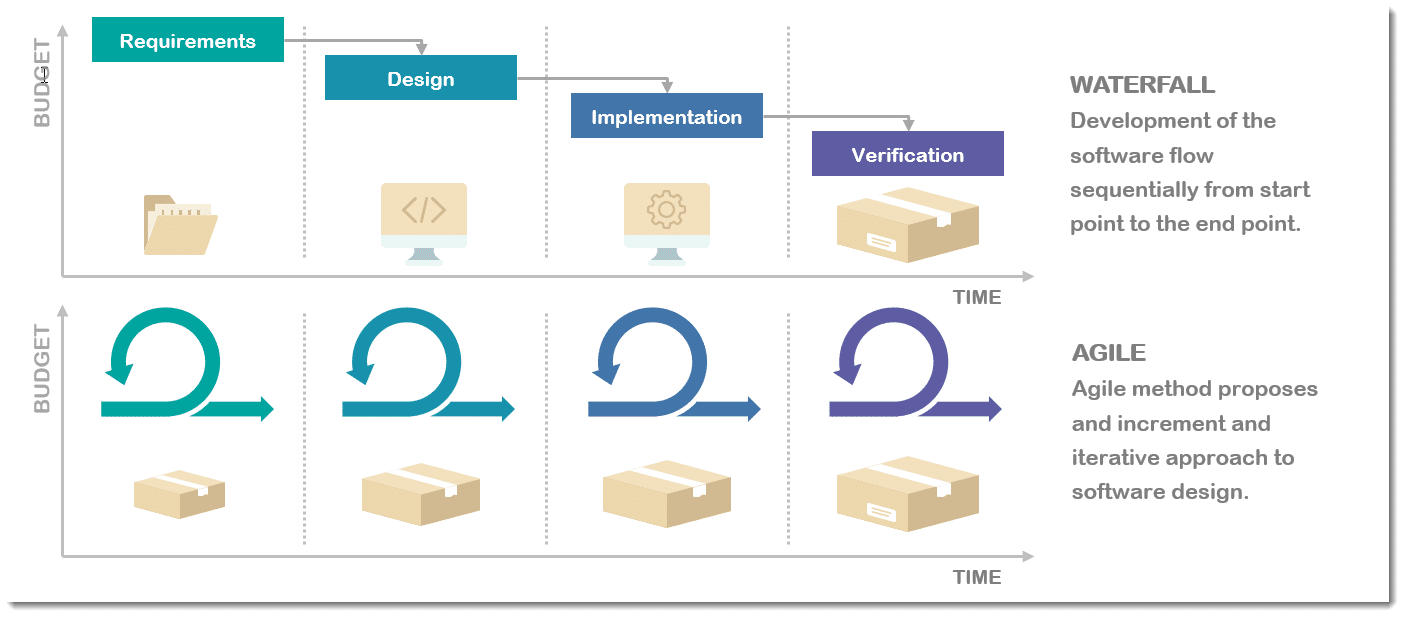 BUDGET
Requirements
Design
Implementation
Verification
TIME
WATERFALL
Development of the
software flow
sequentially from start
point to the end point.
BUDGET
TIME
AGILE
Agile method proposes
and increment and
iterative approach to
software design.